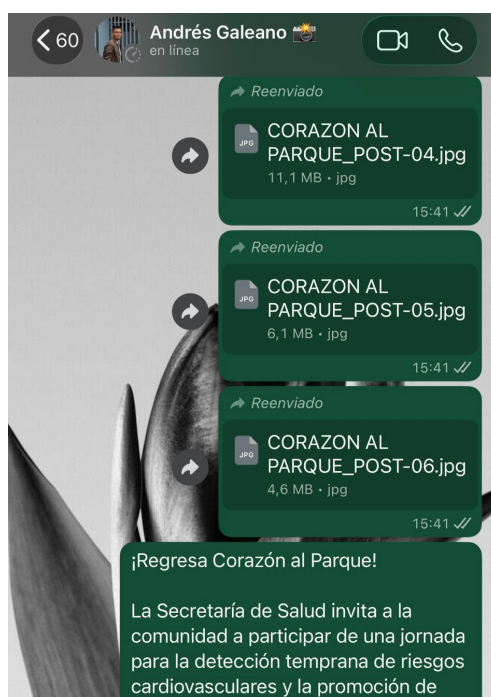 60
Andrés Galeano 📸
en línea
Reenviado
JPG
CORAZON AL
PARQUE_POST-04.jpg
11,1 MB • jpg
15:41
Reenviado
JPG
CORAZON AL
PARQUE_POST-05.jpg
6,1 MB • jpg
15:41
Reenviado
JPG
CORAZON AL
PARQUE_POST-06.jpg
4,6 MB • jpg
15:41
¡Regresa Corazón al Parque!
La Secretaría de Salud invita a la
comunidad a participar de una jornada
para la detección temprana de riesgos
cardiovasculares y la promoción de